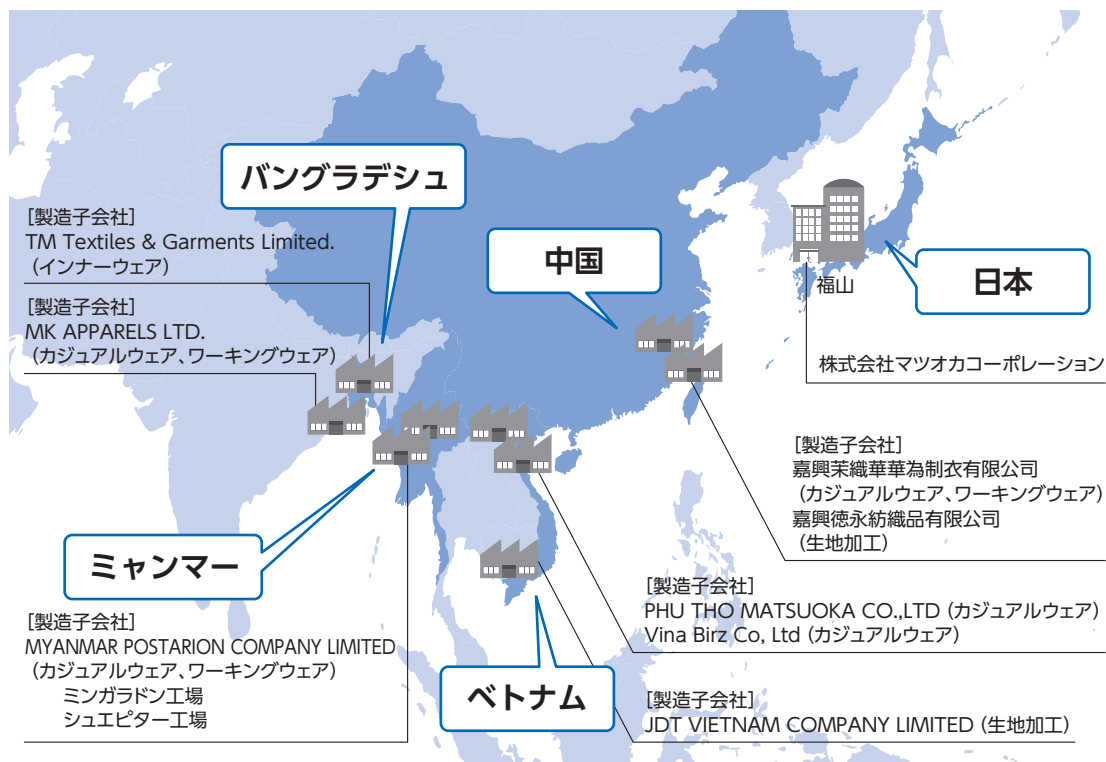 バングラデシュ
[製造子会社]
TM Textiles & Garments Limited.
（インナーウェア）
[製造子会社]
MK APPARELS LTD.
（カジュアルウェア、ワーキングウェア）
中国
福山
日本
株式会社マツオカコーポレーション
[製造子会社]
嘉興茉織華華為制衣有限公司
（カジュアルウェア、ワーキングウェア）
嘉興徳永紡織品有限公司
（生地加工）
ミャンマー
[製造子会社]
MYANMAR POSTARION COMPANY LIMITED
（カジュアルウェア、ワーキングウェア）
ミンガラドン工場
シュエピター工場
ベトナム
[製造子会社]
PHU THO MATSUOKA CO.,LTD（カジュアルウェア）
Vina Birz Co, Ltd（カジュアルウェア）
[製造子会社]
JDT VIETNAM COMPANY LIMITED（生地加工）